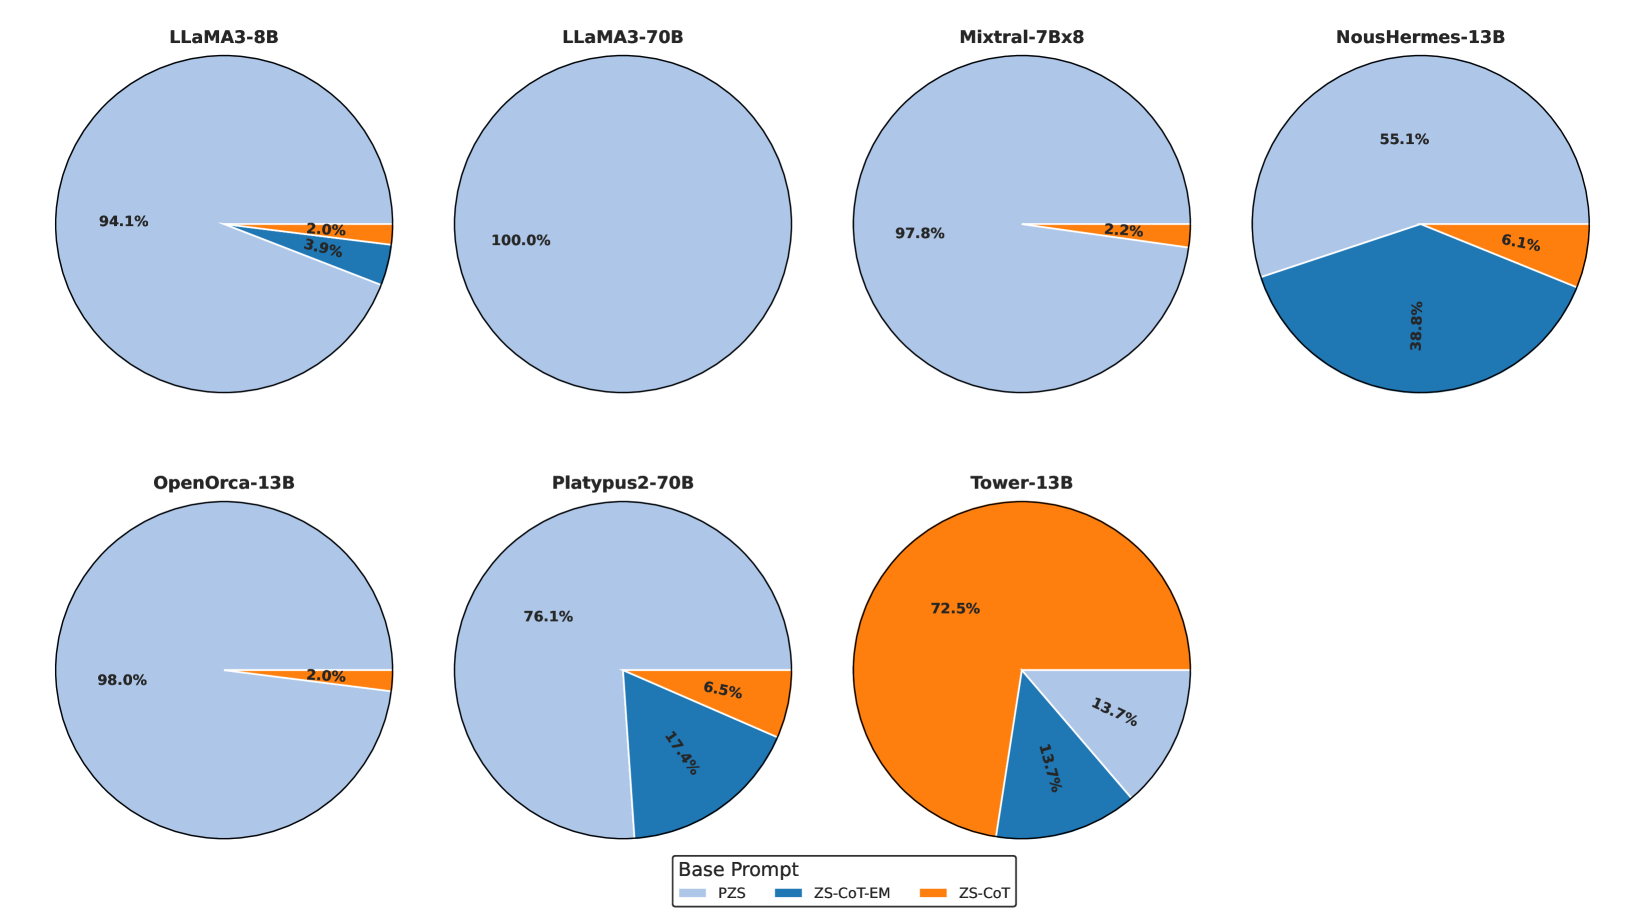 LLaMA3-8B
94.1%
2.0%
3.9%
LLaMA3-70B
100.0%
Mixtral-7Bx8
97.8%
2.2%
NousHermes-13B
55.1%
6.1%
38.8%
OpenOrca-13B
98.0%
2.0%
Platypus2-70B
76.1%
6.5%
17.4%
Tower-13B
72.5%
13.7%
13.7%
Base Prompt
PZS ZS-CoT-EM ZS-CoT